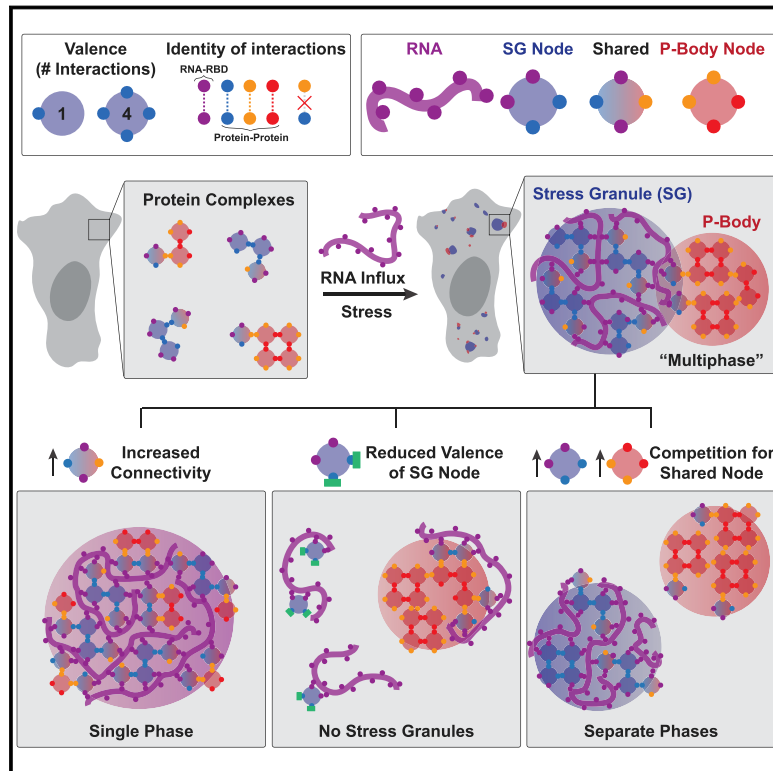 Valence
(# Interactions)
1
4
Identity of interactions
RNA-RBD
Protein-Protein
RNA
SG Node
Shared
P-Body Node
Protein Complexes
RNA Influx
Stress
Stress Granule (SG)
P-Body
“Multiphase”
Increased
Connectivity
Reduced Valence
of SG Node
Competition for
Shared Node
Single Phase
No Stress Granules
Separate Phases